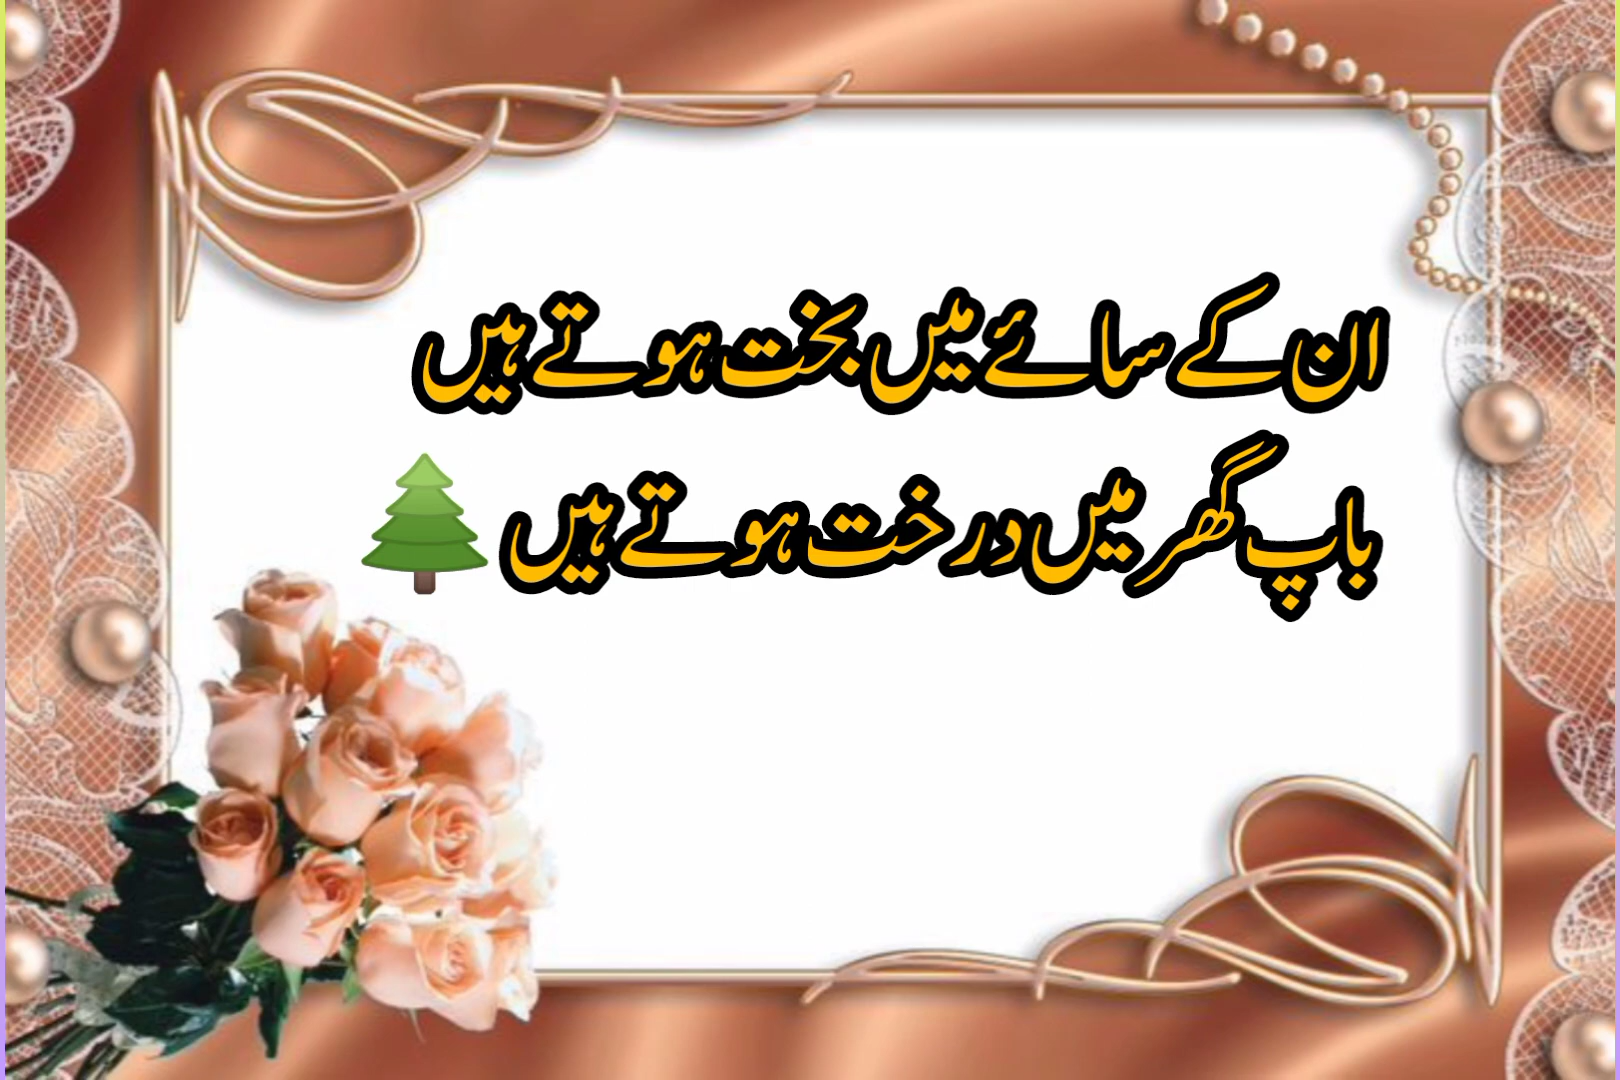 ان کے سائے میں بخت ہوتے ہیں
باپ گھر میں درخت ہوتے ہیں 🌲